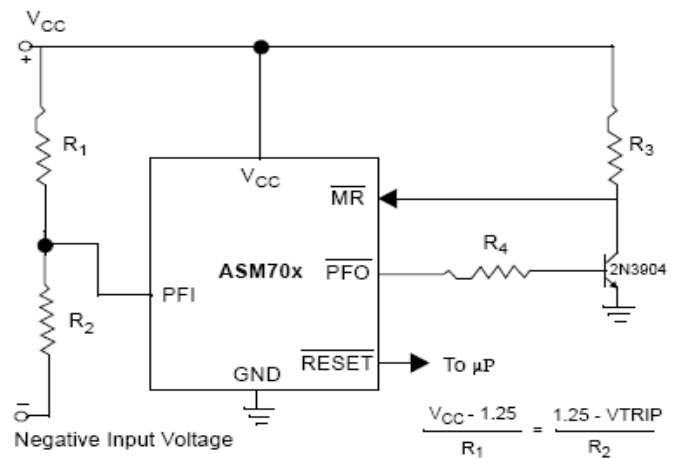 VCC
+
R1
R3
VCC
MR
R4
ASM70x
PFO
2N3904
PFI
R2
RESET
To μP
GND
−
Negative Input Voltage
VCC - 1.25 / R1 = 1.25 - VTRIP / R2